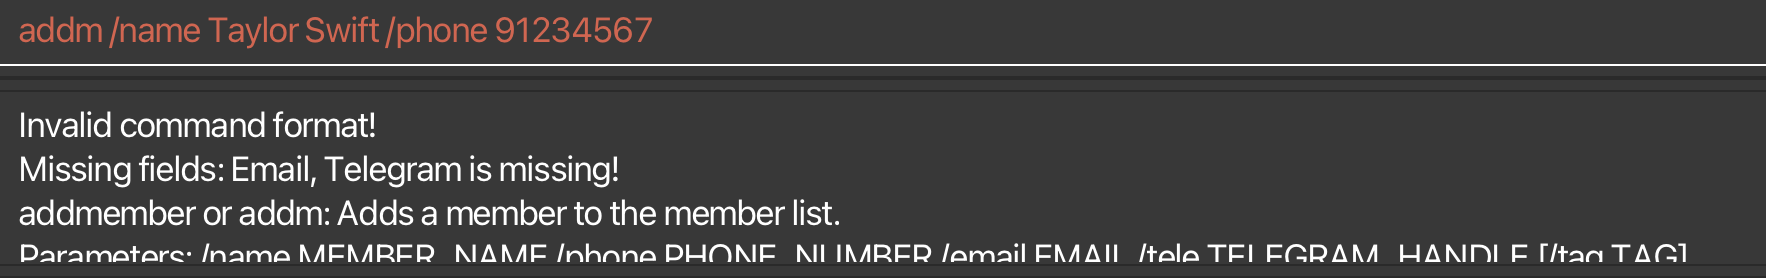 addm /name Taylor Swift /phone 91234567
Invalid command format!
Missing fields: Email, Telegram is missing!
addmember or addm: Adds a member to the member list.
Parameters: /name MEMBER_NAME /phone PHONE_NUMBER /email EMAIL /tele TELEGRAM_HANDLE [/tag TAG]